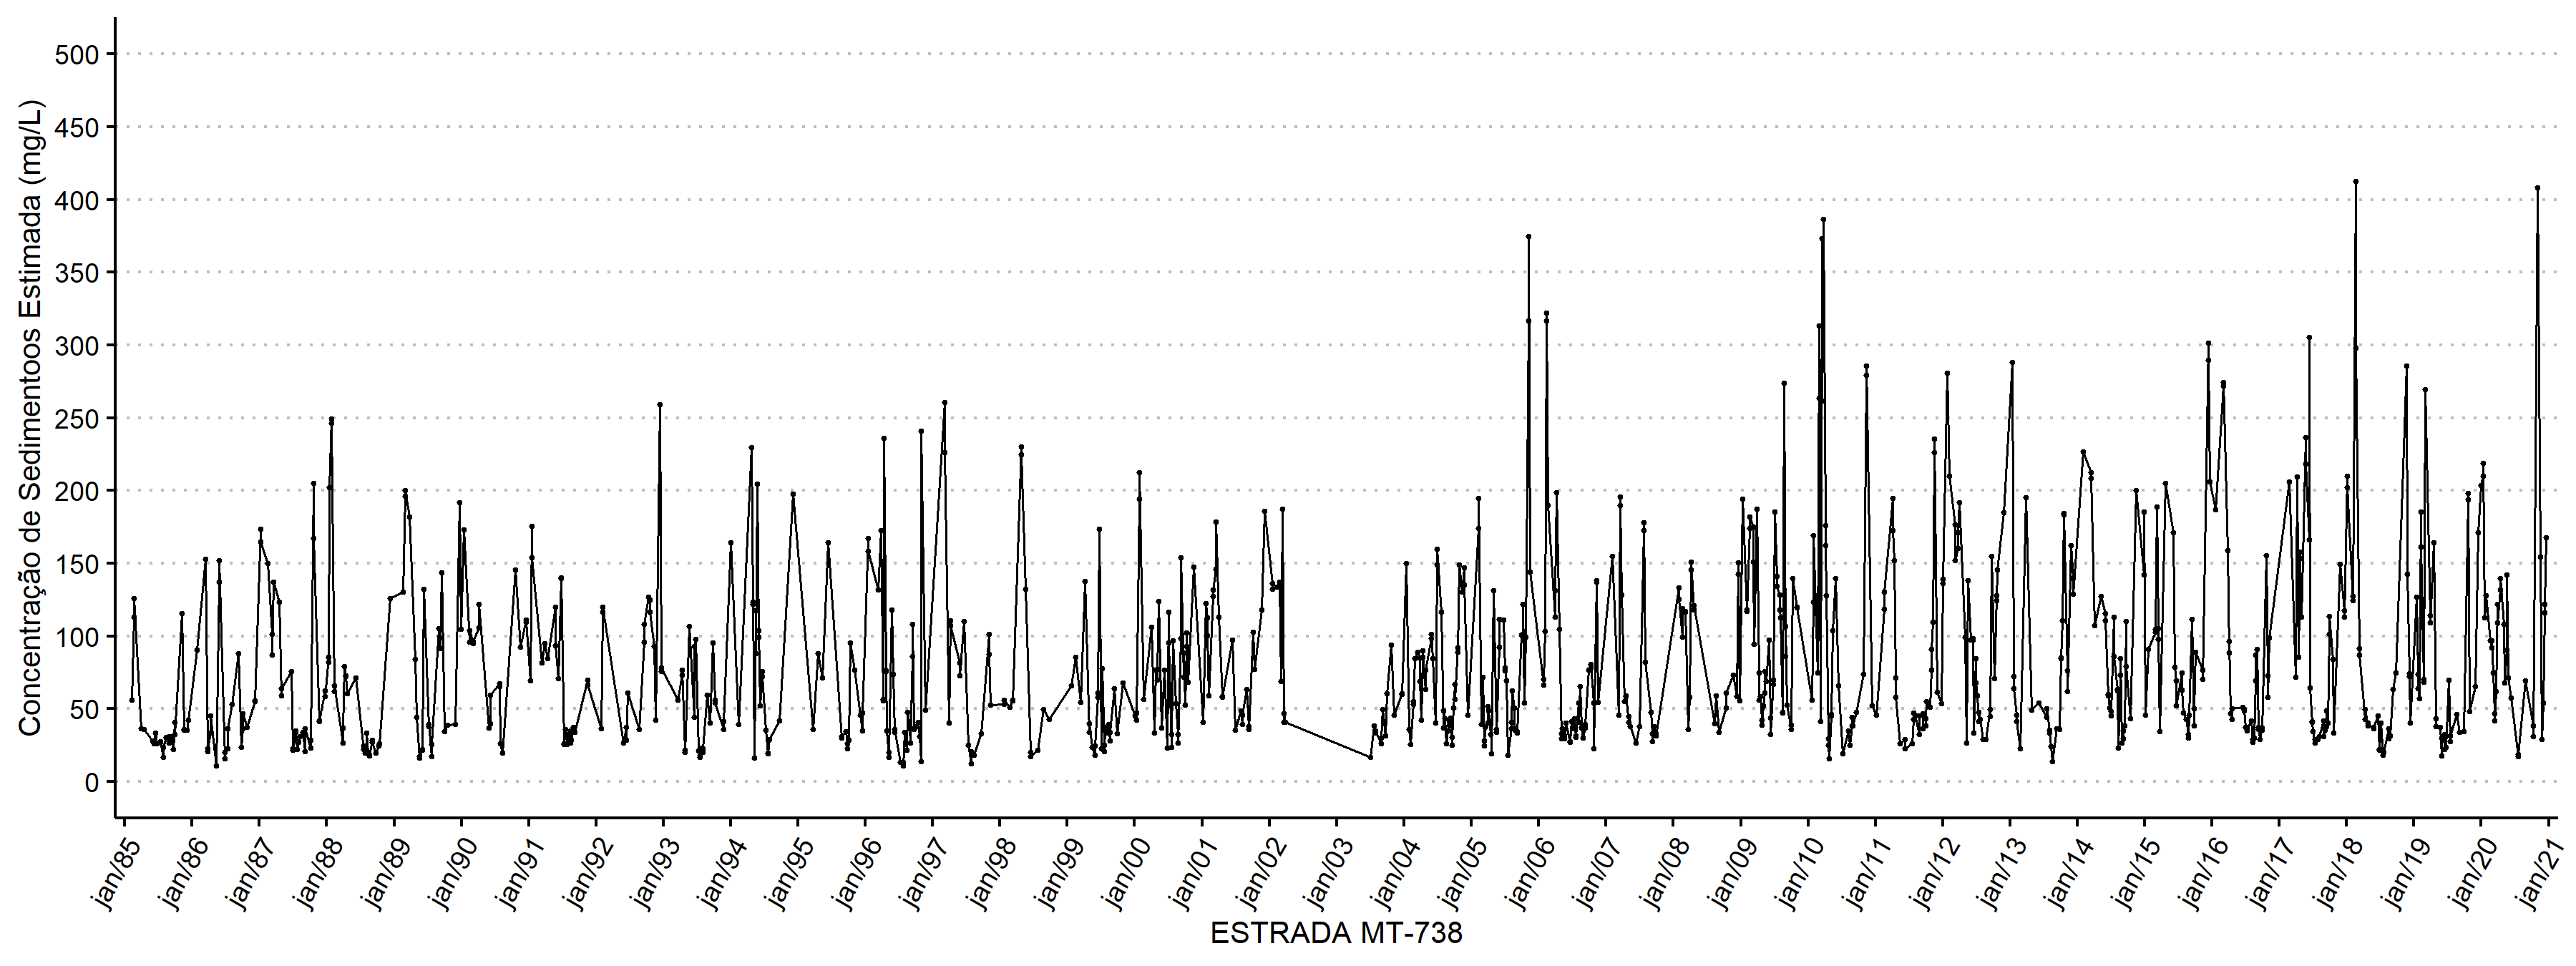 Concentração de Sedimentoos Estimada (mg/L)
500
450
400
350
300
250
200
150
100
50
0
jan/85
jan/86
jan/87
jan/88
jan/89
jan/90
jan/91
jan/92
jan/93
jan/94
jan/95
jan/96
jan/97
jan/98
jan/99
jan/00
jan/01
jan/02
jan/03
jan/04
jan/05
jan/06
jan/07
jan/08
jan/09
jan/10
jan/11
jan/12
jan/13
jan/14
jan/15
jan/16
jan/17
jan/18
jan/19
jan/20
jan/21
ESTRADA MT-738